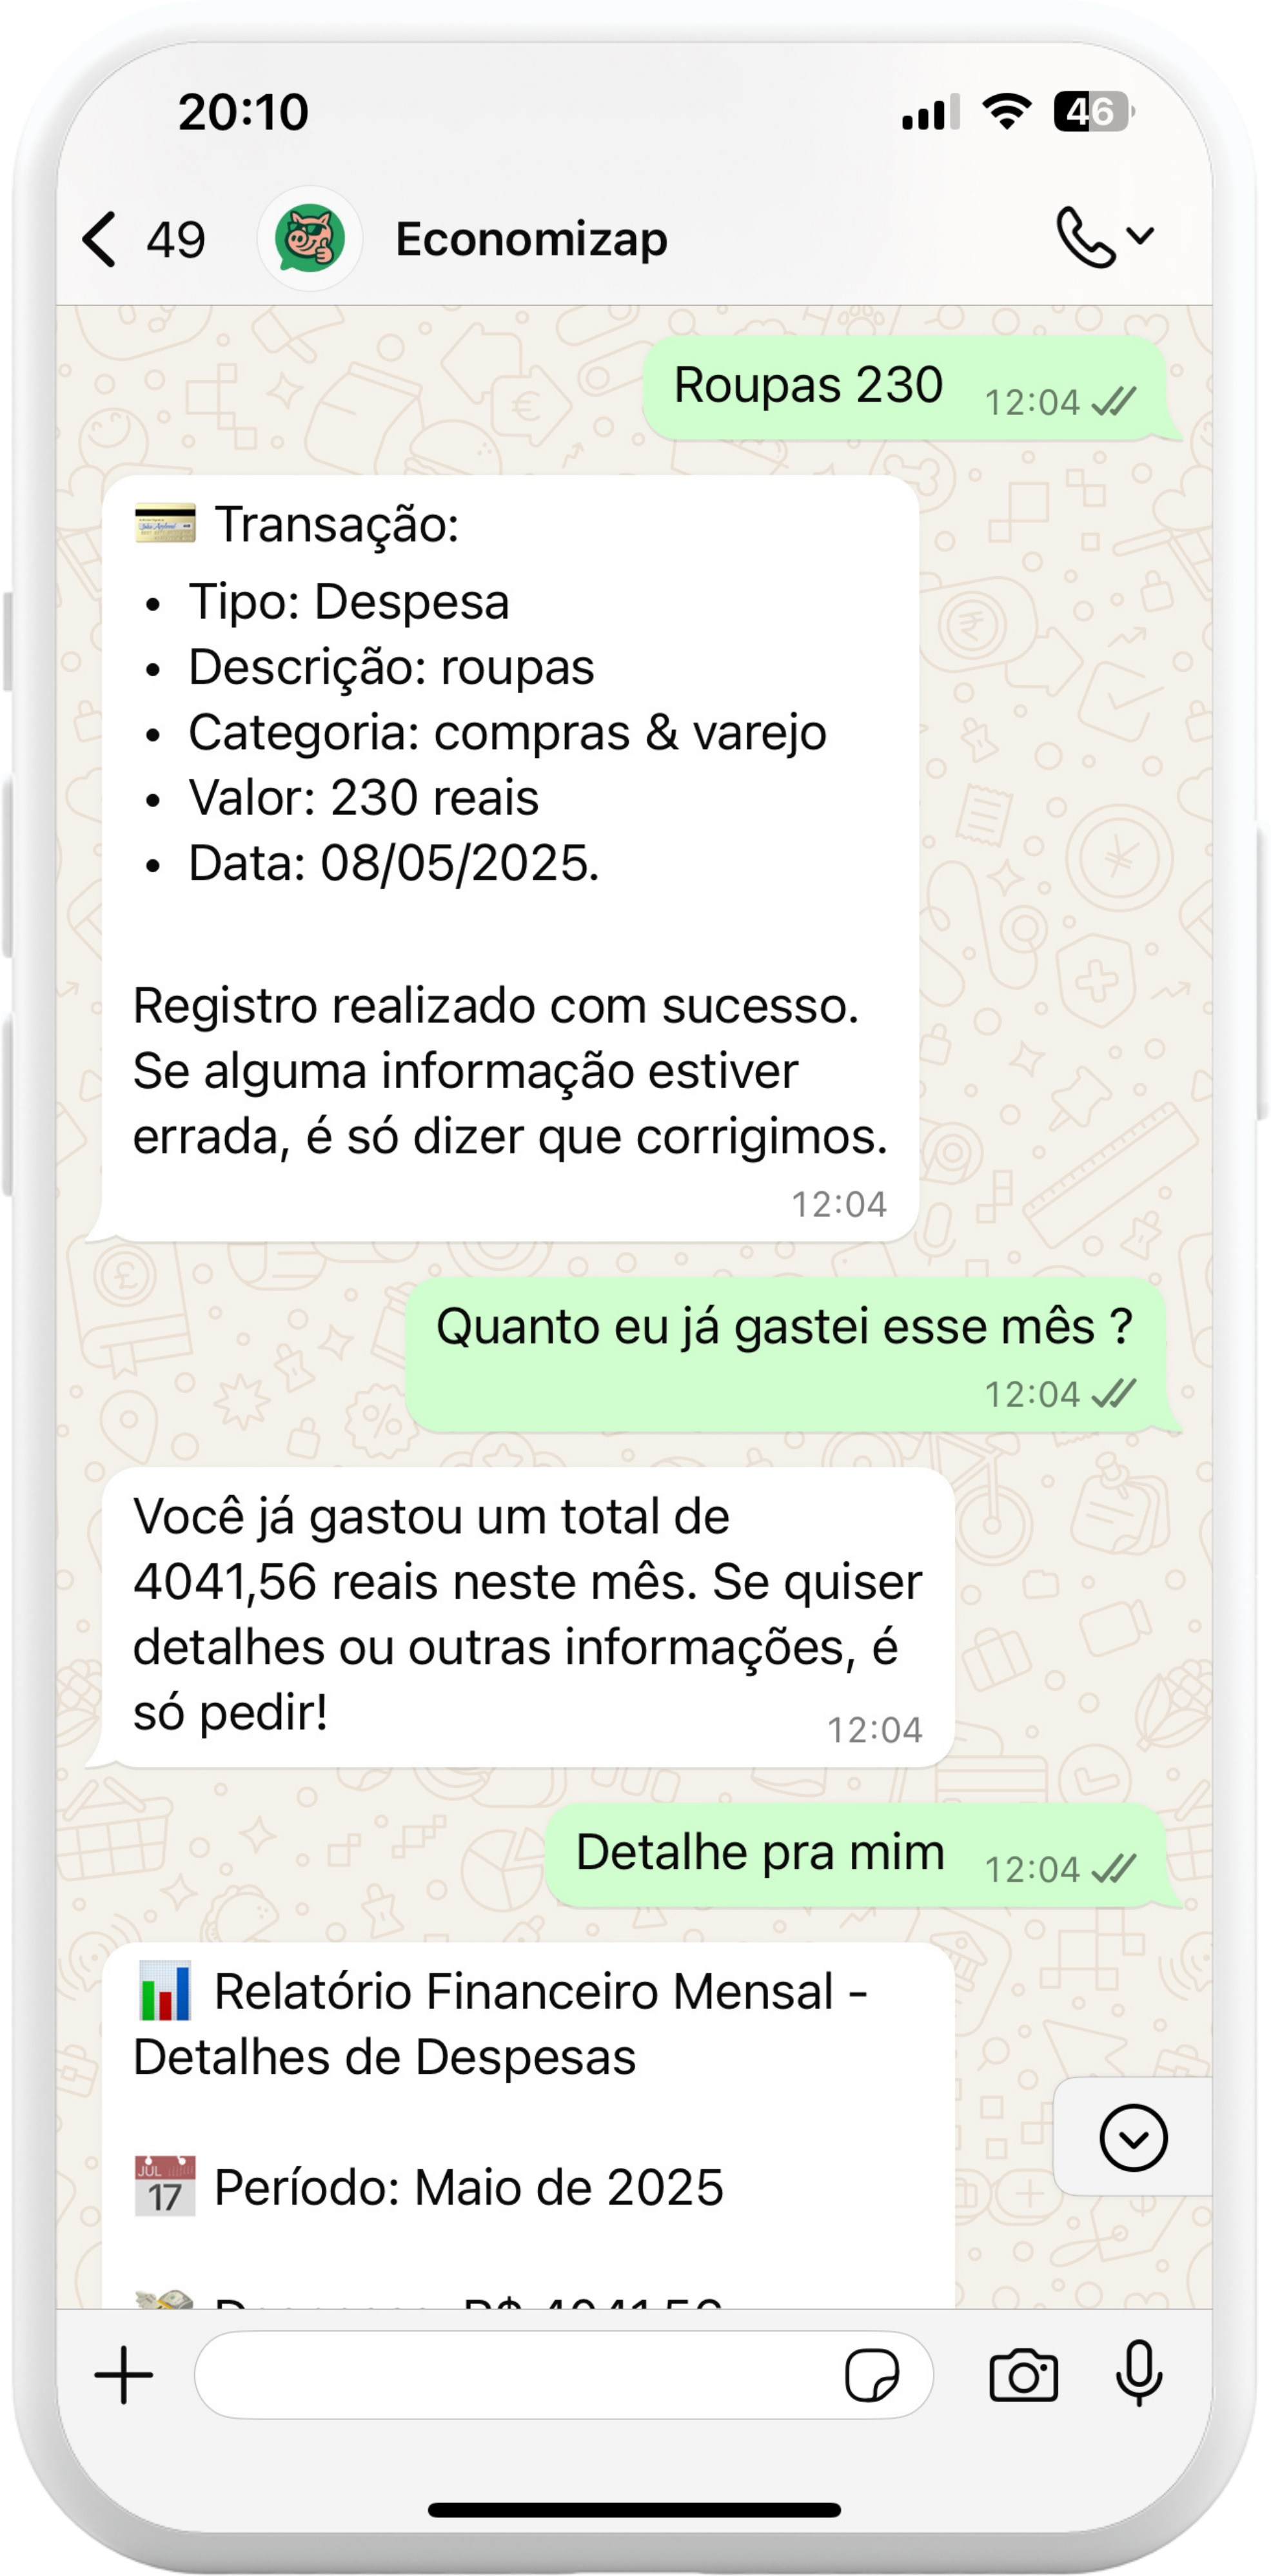 20:10
46
49 Economizap
Roupas 230 12:04
💳 Transação:
• Tipo: Despesa
• Descrição: roupas
• Categoria: compras & varejo
• Valor: 230 reais
• Data: 08/05/2025.
Registro realizado com sucesso.
Se alguma informação estiver
errada, é só dizer que corrigimos.
12:04
Quanto eu já gastei esse mês ?
12:04
Você já gastou um total de
4041,56 reais neste mês. Se quiser
detalhes ou outras informações, é
só pedir!
12:04
Detalhe pra mim 12:04
📊 Relatório Financeiro Mensal -
Detalhes de Despesas
📅 Período: Maio de 2025